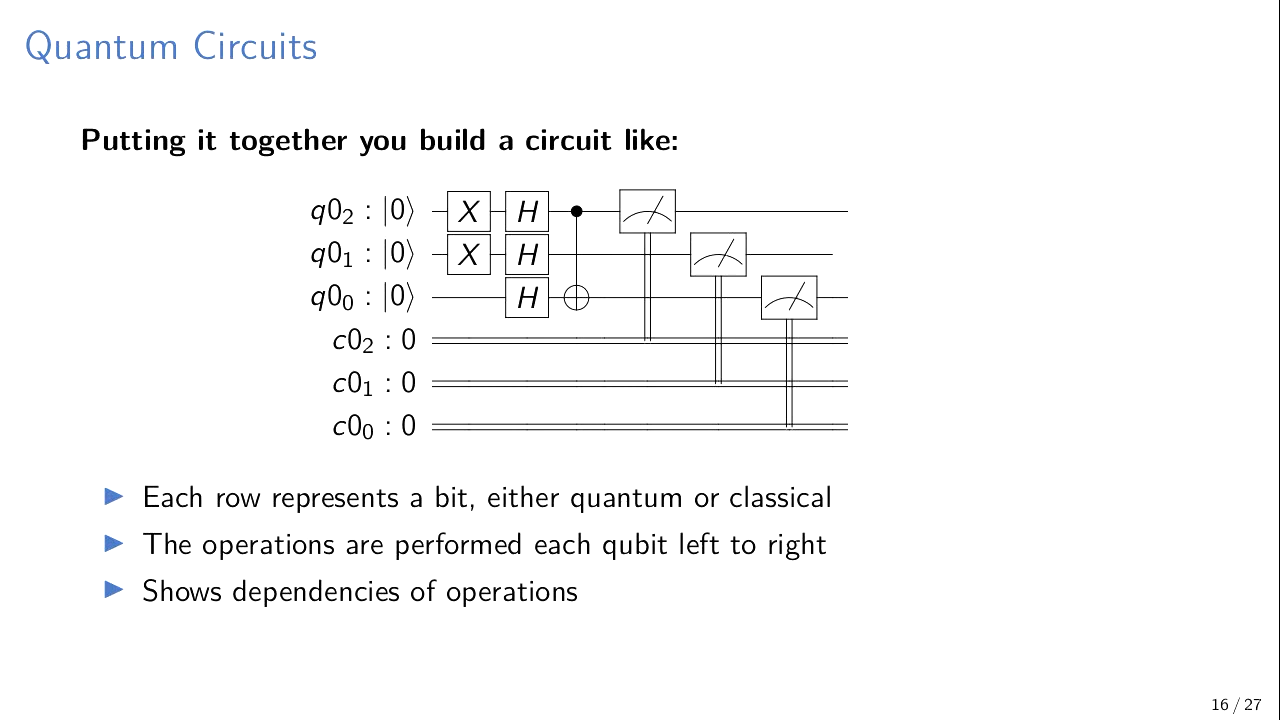 Quantum Circuits
Putting it together you build a circuit like:
q0₂ : |0⟩ X H
q0₁ : |0⟩ X H
q0₀ : |0⟩ H
c0₂ : 0
c0₁ : 0
c0₀ : 0
Each row represents a bit, either quantum or classical
The operations are performed each qubit left to right
Shows dependencies of operations
16 / 27